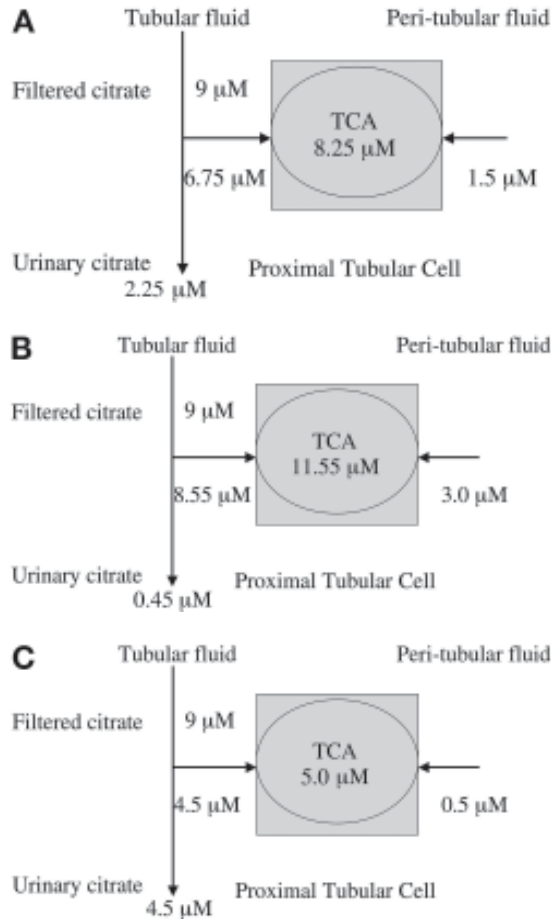 A
Tubular fluid Peri-tubular fluid
Filtered citrate 9 μM
TCA
8.25 μM
6.75 μM 1.5 μM
Urinary citrate Proximal Tubular Cell
2.25 μM
B
Tubular fluid Peri-tubular fluid
Filtered citrate 9 μM
TCA
11.55 μM
8.55 μM 3.0 μM
Urinary citrate Proximal Tubular Cell
0.45 μM
C
Tubular fluid Peri-tubular fluid
Filtered citrate 9 μM
TCA
5.0 μM
4.5 μM 0.5 μM
Urinary citrate Proximal Tubular Cell
4.5 μM